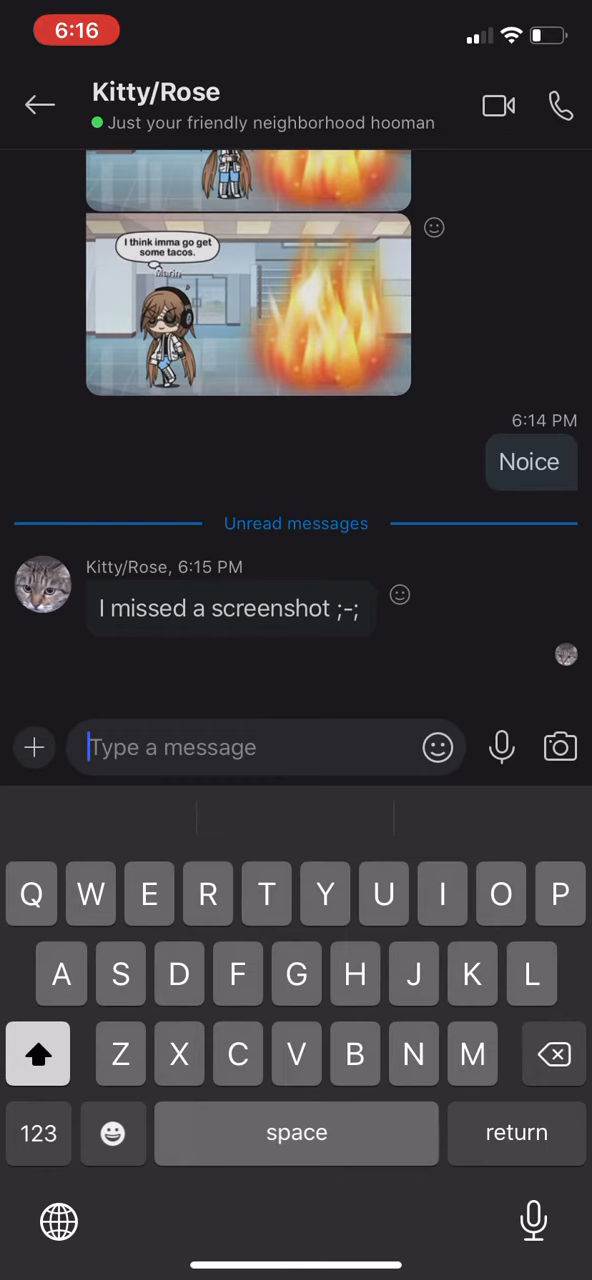 6:16
Kitty/Rose
Just your friendly neighborhood hooman
I think imma go get
some tacos.
Marin
6:14 PM
Noice
Unread messages
Kitty/Rose, 6:15 PM
I missed a screenshot ;-;
Type a message
Q W E R T Y U I O P
A S D F G H J K L
Z X C V B N M
123 space return